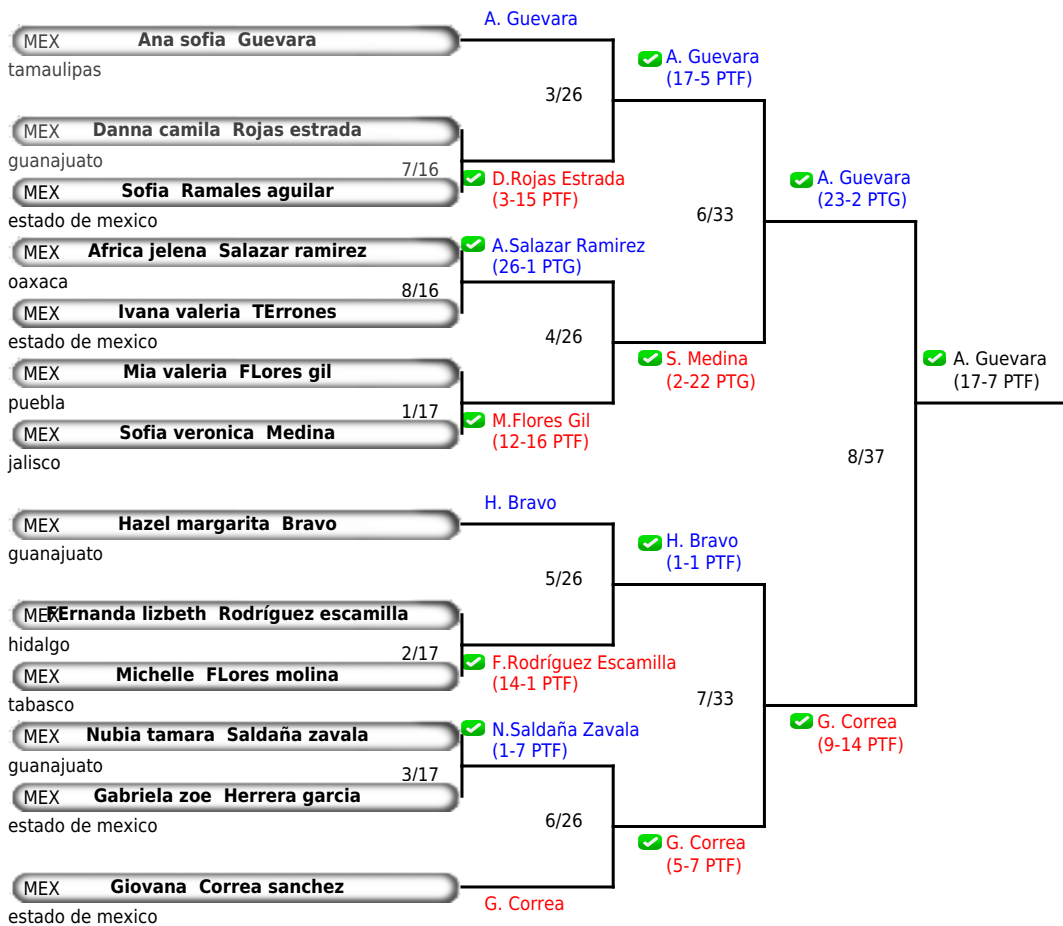 A. Guevara
MEX Ana sofia Guevara
tamaulipas
A. Guevara
(17-5 PTF)
3/26
MEX Danna camila Rojas estrada
guanajuato
7/16
D.Rojas Estrada
(3-15 PTF)
MEX Sofia Ramales aguilar
estado de mexico
A. Guevara
(23-2 PTG)
6/33
MEX Africa jelena Salazar ramirez
oaxaca
A.Salazar Ramirez
(26-1 PTG)
8/16
MEX Ivana valeria TErrones
estado de mexico
4/26
S. Medina
(2-22 PTG)
MEX Mia valeria FLores gil
puebla
1/17
M.Flores Gil
(12-16 PTF)
MEX Sofia veronica Medina
jalisco
A. Guevara
(17-7 PTF)
8/37
H. Bravo
MEX Hazel margarita Bravo
guanajuato
H. Bravo
(1-1 PTF)
5/26
MEX FErnanda lizbeth Rodríguez escamilla
hidalgo
2/17
F.Rodríguez Escamilla
(14-1 PTF)
MEX Michelle FLores molina
tabasco
7/33
G. Correa
(9-14 PTF)
MEX Nubia tamara Saldaña zavala
guanajuato
N.Saldaña Zavala
(1-7 PTF)
3/17
MEX Gabriela zoe Herrera garcia
estado de mexico
6/26
G. Correa
(5-7 PTF)
MEX Giovana Correa sanchez
estado de mexico
G. Correa